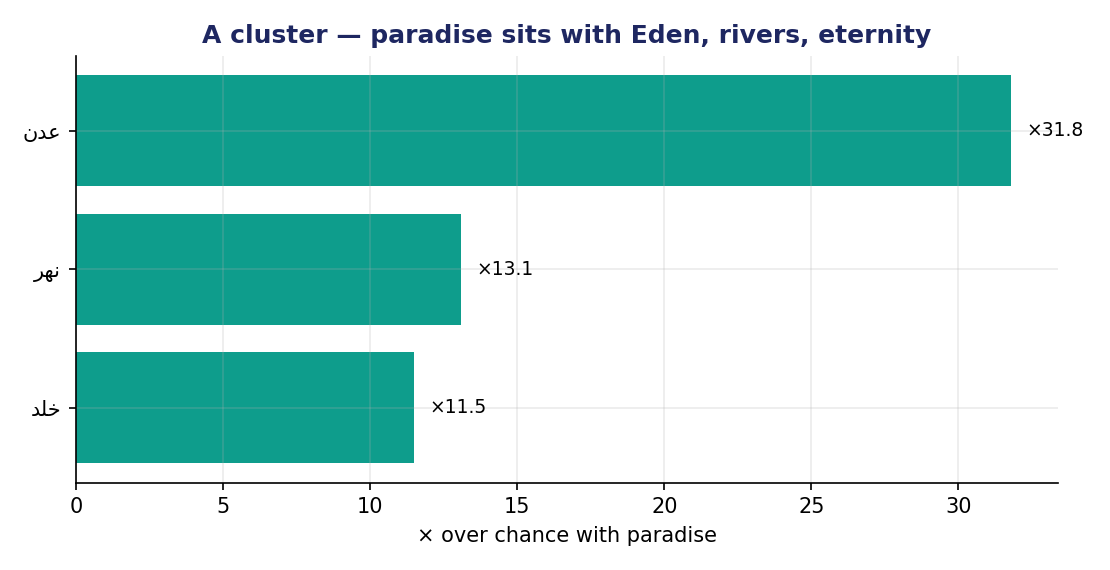 A cluster — paradise sits with Eden, rivers, eternity
عدن
×31.8
نهر
×13.1
خلد
×11.5
0 5 10 15 20 25 30
× over chance with paradise